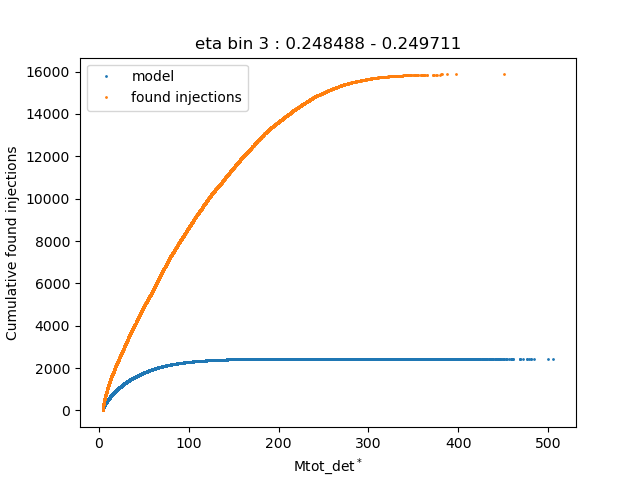 eta bin 3 : 0.248488 - 0.249711
model
found injections
Cumulative found injections
16000
14000
12000
10000
8000
6000
4000
2000
0
0 100 200 300 400 500
Mtot_det*